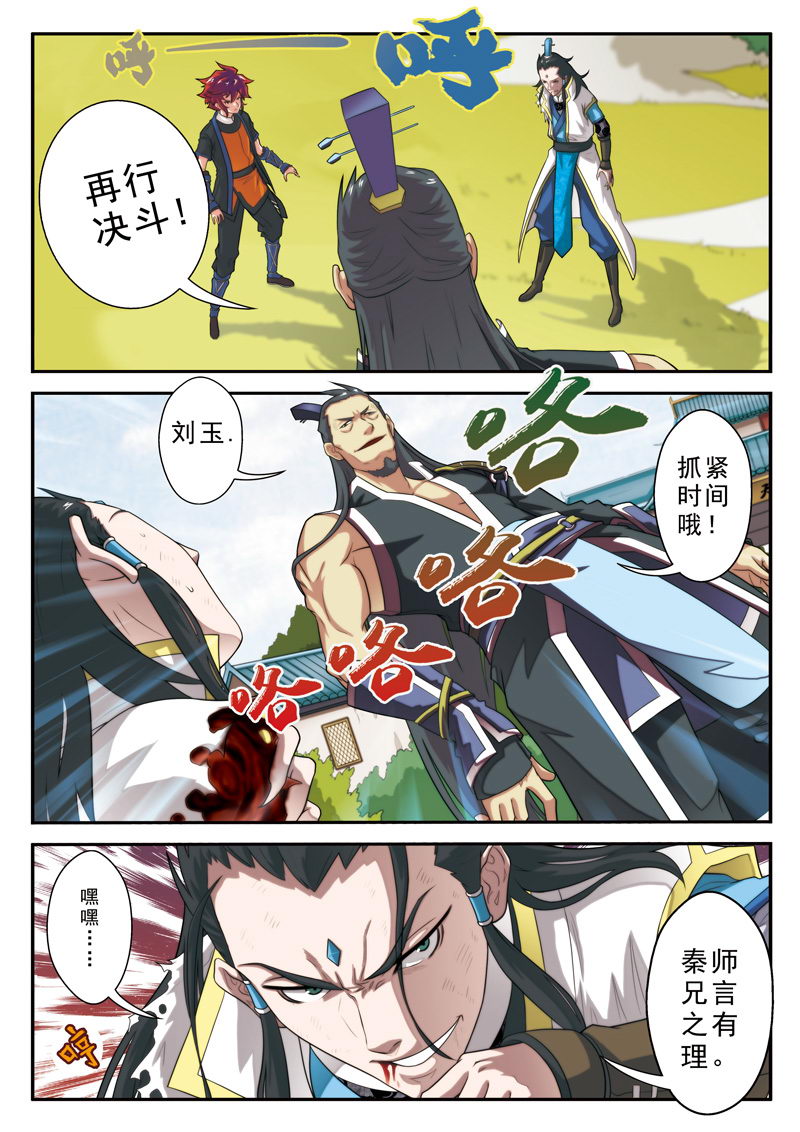 呼
呼
再行
决斗！
刘玉.
咯
咯
咯
咯
抓紧
时间
哦！
嘿嘿……
哼
秦师
兄言
之有
理。